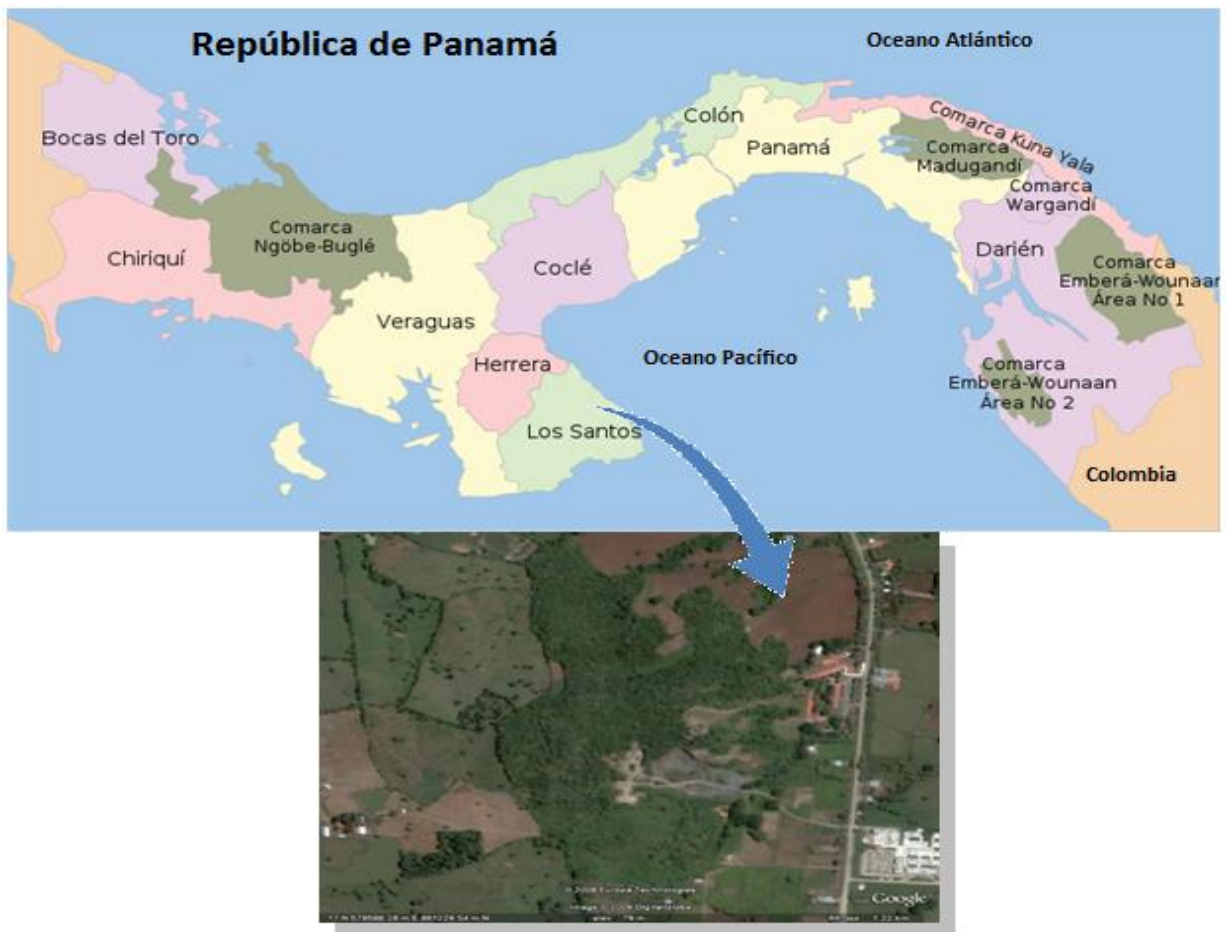 República de Panamá
Oceano Atlántico
Bocas del Toro
Colón
Panamá
Comarca Kuna Yala
Comarca
Madugandí
Comarca
Wargandí
Comarca
Ngöbe-Buglé
Chiriquí
Coclé
Darién
Comarca
Emberá-Wounaan
Área No 1
Veraguas
Oceano Pacífico
Herrera
Comarca
Emberá-Wounaan
Área No 2
Los Santos
Colombia
Google